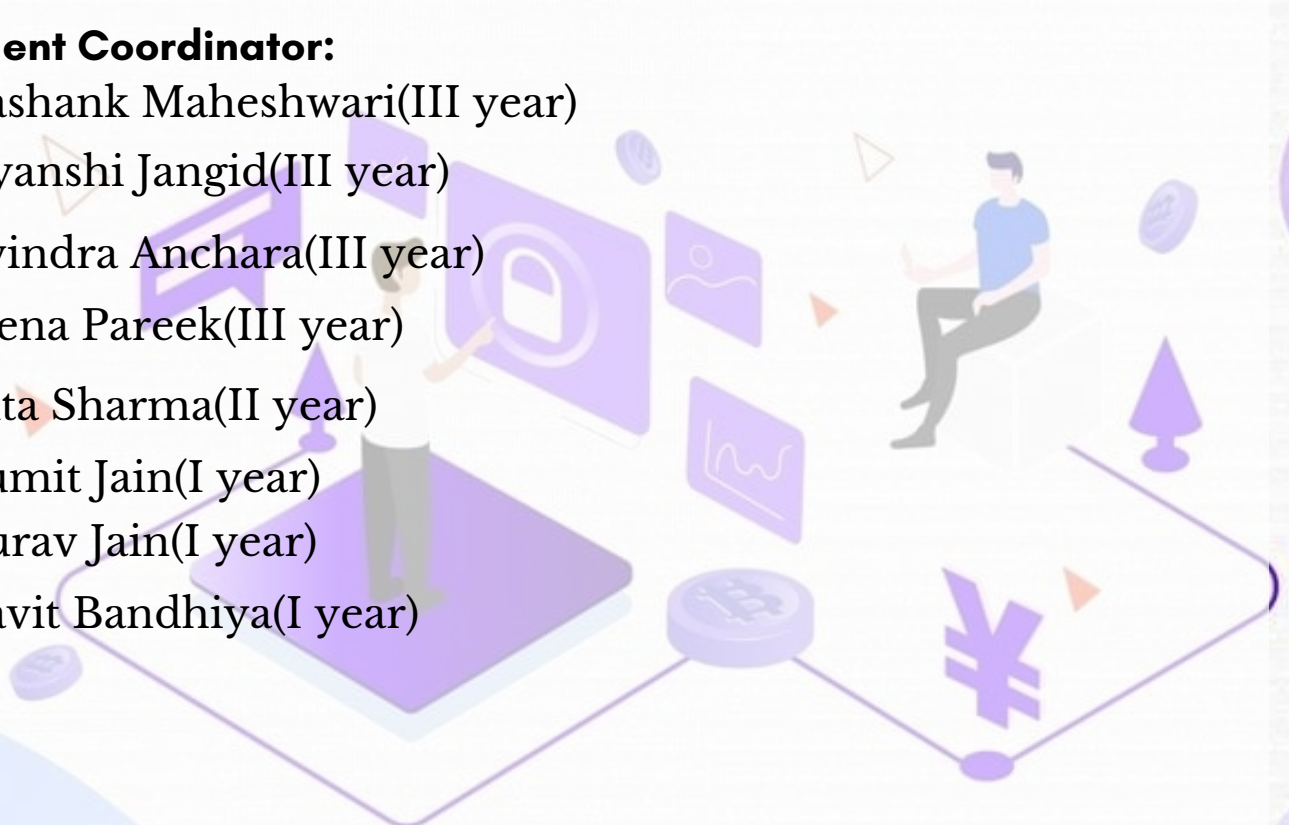 ent Coordinator:
ashank Maheshwari(III year)
yanshi Jangid(III year)
vindra Anchara(III year)
ena Pareek(III year)
ta Sharma(II year)
umit Jain(I year)
urav Jain(I year)
avit Bandhiya(I year)